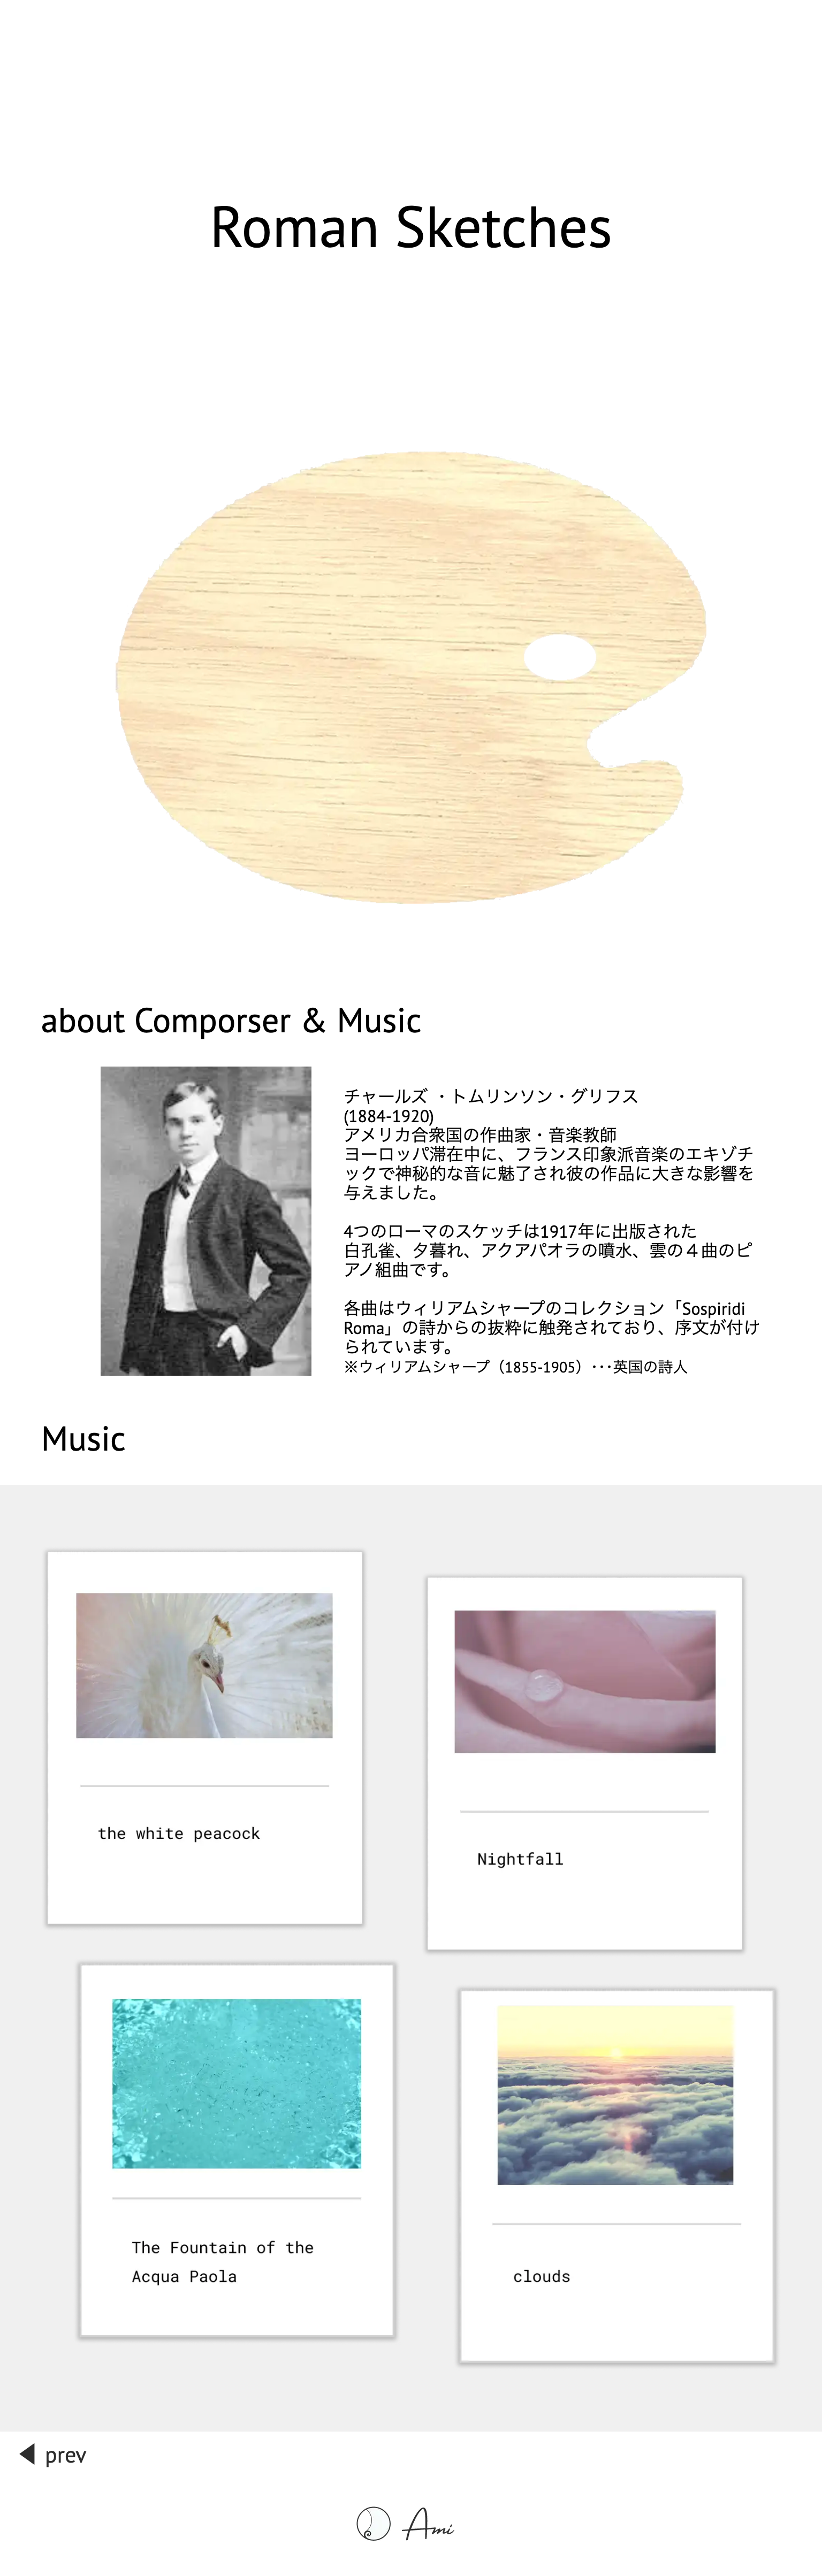 Roman Sketches
about Comporser & Music
チャールズ ・トムリンソン・グリフス
(1884-1920)
アメリカ合衆国の作曲家・音楽教師
ヨーロッパ滞在中に、フランス印象派音楽のエキゾチ
ックで神秘的な音に魅了され彼の作品に大きな影響を
与えました。
4つのローマのスケッチは1917年に出版された
白孔雀、夕暮れ、アクアパオラの噴水、雲の４曲のピ
アノ組曲です。
各曲はウィリアムシャープのコレクション「Sospiridi
Roma」の詩からの抜粋に触発されており、序文が付け
られています。
※ウィリアムシャープ（1855-1905）･･･英国の詩人
Music
the white peacock
Nightfall
The Fountain of the
Acqua Paola
clouds
prev
Ami